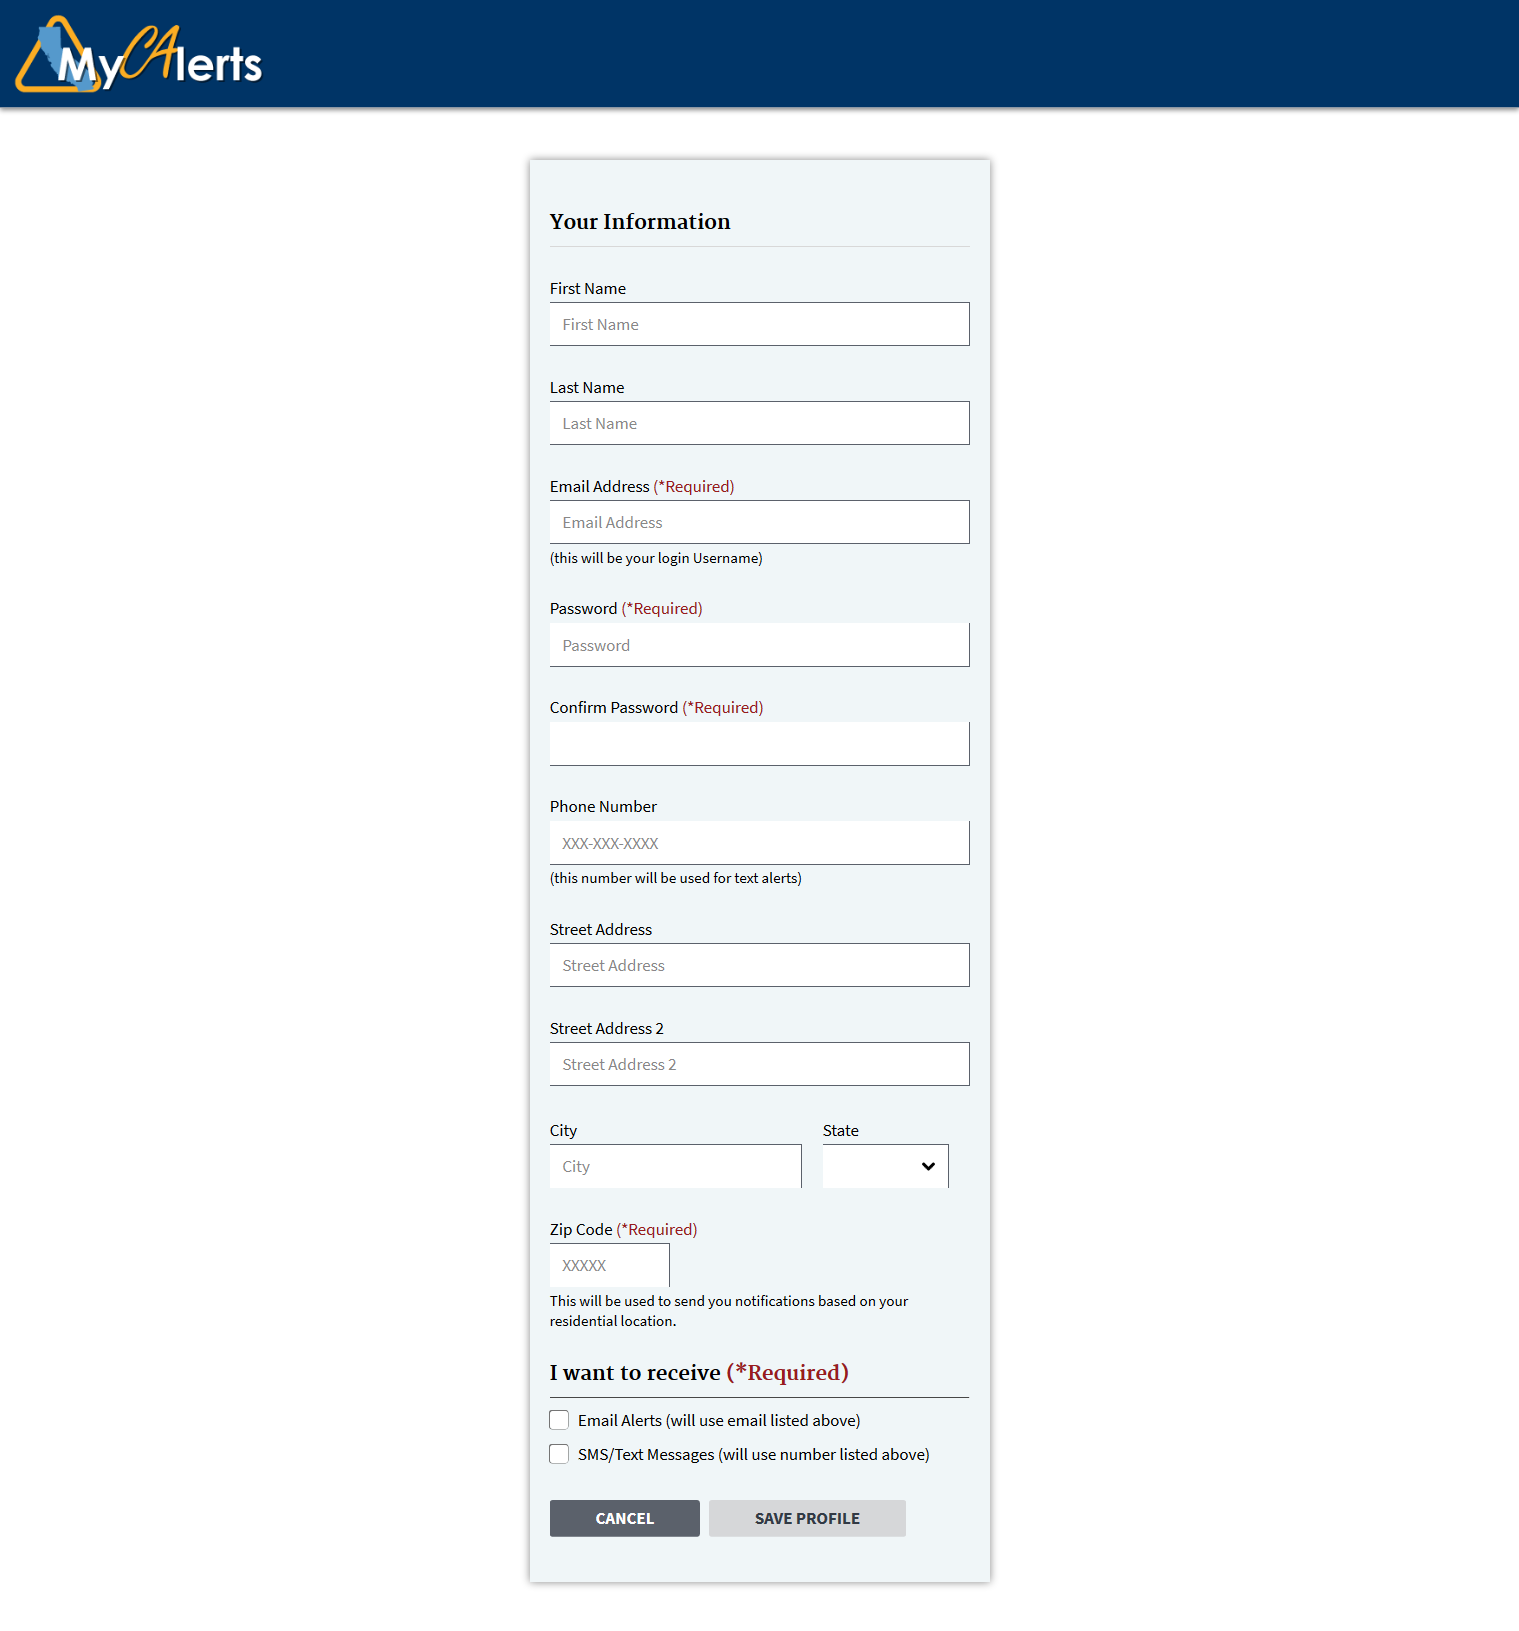 MyCAlerts
Your Information
First Name
First Name
Last Name
Last Name
Email Address (*Required)
Email Address
(this will be your login Username)
Password (*Required)
Password
Confirm Password (*Required)
Phone Number
XXX-XXX-XXXX
(this number will be used for text alerts)
Street Address
Street Address
Street Address 2
Street Address 2
City State
City
Zip Code (*Required)
XXXXX
This will be used to send you notifications based on your
residential location.
I want to receive (*Required)
Email Alerts (will use email listed above)
SMS/Text Messages (will use number listed above)
CANCEL SAVE PROFILE